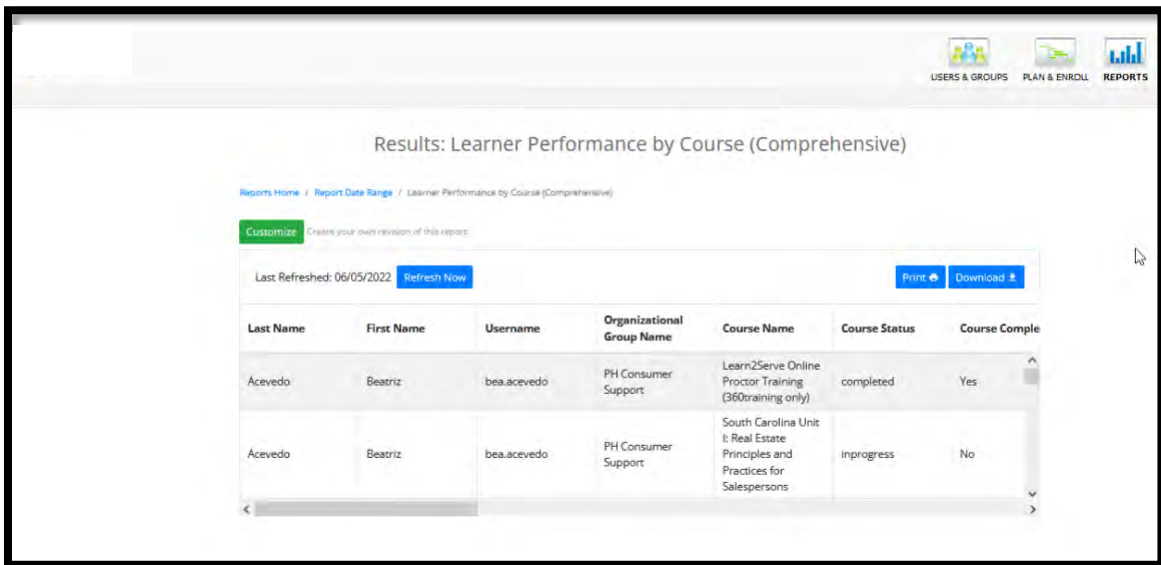 USERS & GROUPS PLAN & ENROLL REPORTS
Results: Learner Performance by Course (Comprehensive)
Reports Home / Report Date Range / Learner Performance by Course (Comprehensive)
Customize Create your own revision of this report.
Last Refreshed: 06/05/2022 Refresh Now Print Download
Last Name First Name Username Organizational Group Name Course Name Course Status Course Comple
Acevedo Beatriz bea.acevedo PH Consumer Support Learn2Serve Online Proctor Training (360training only) completed Yes
Acevedo Beatriz bea.acevedo PH Consumer Support South Carolina Unit I: Real Estate Principles and Practices for Salespersons inprogress No